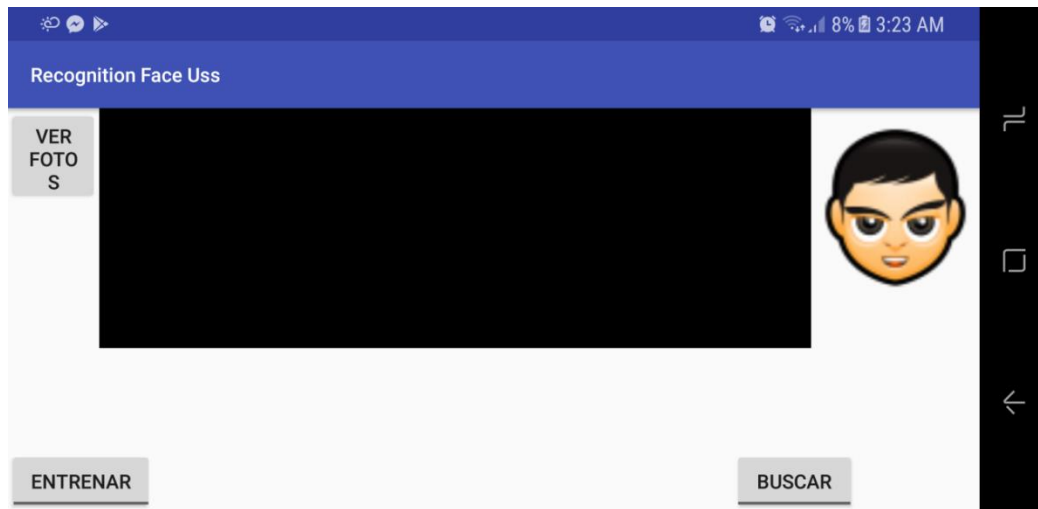 8% 3:23 AM
Recognition Face Uss
VER
FOTO
S
ENTRENAR
BUSCAR